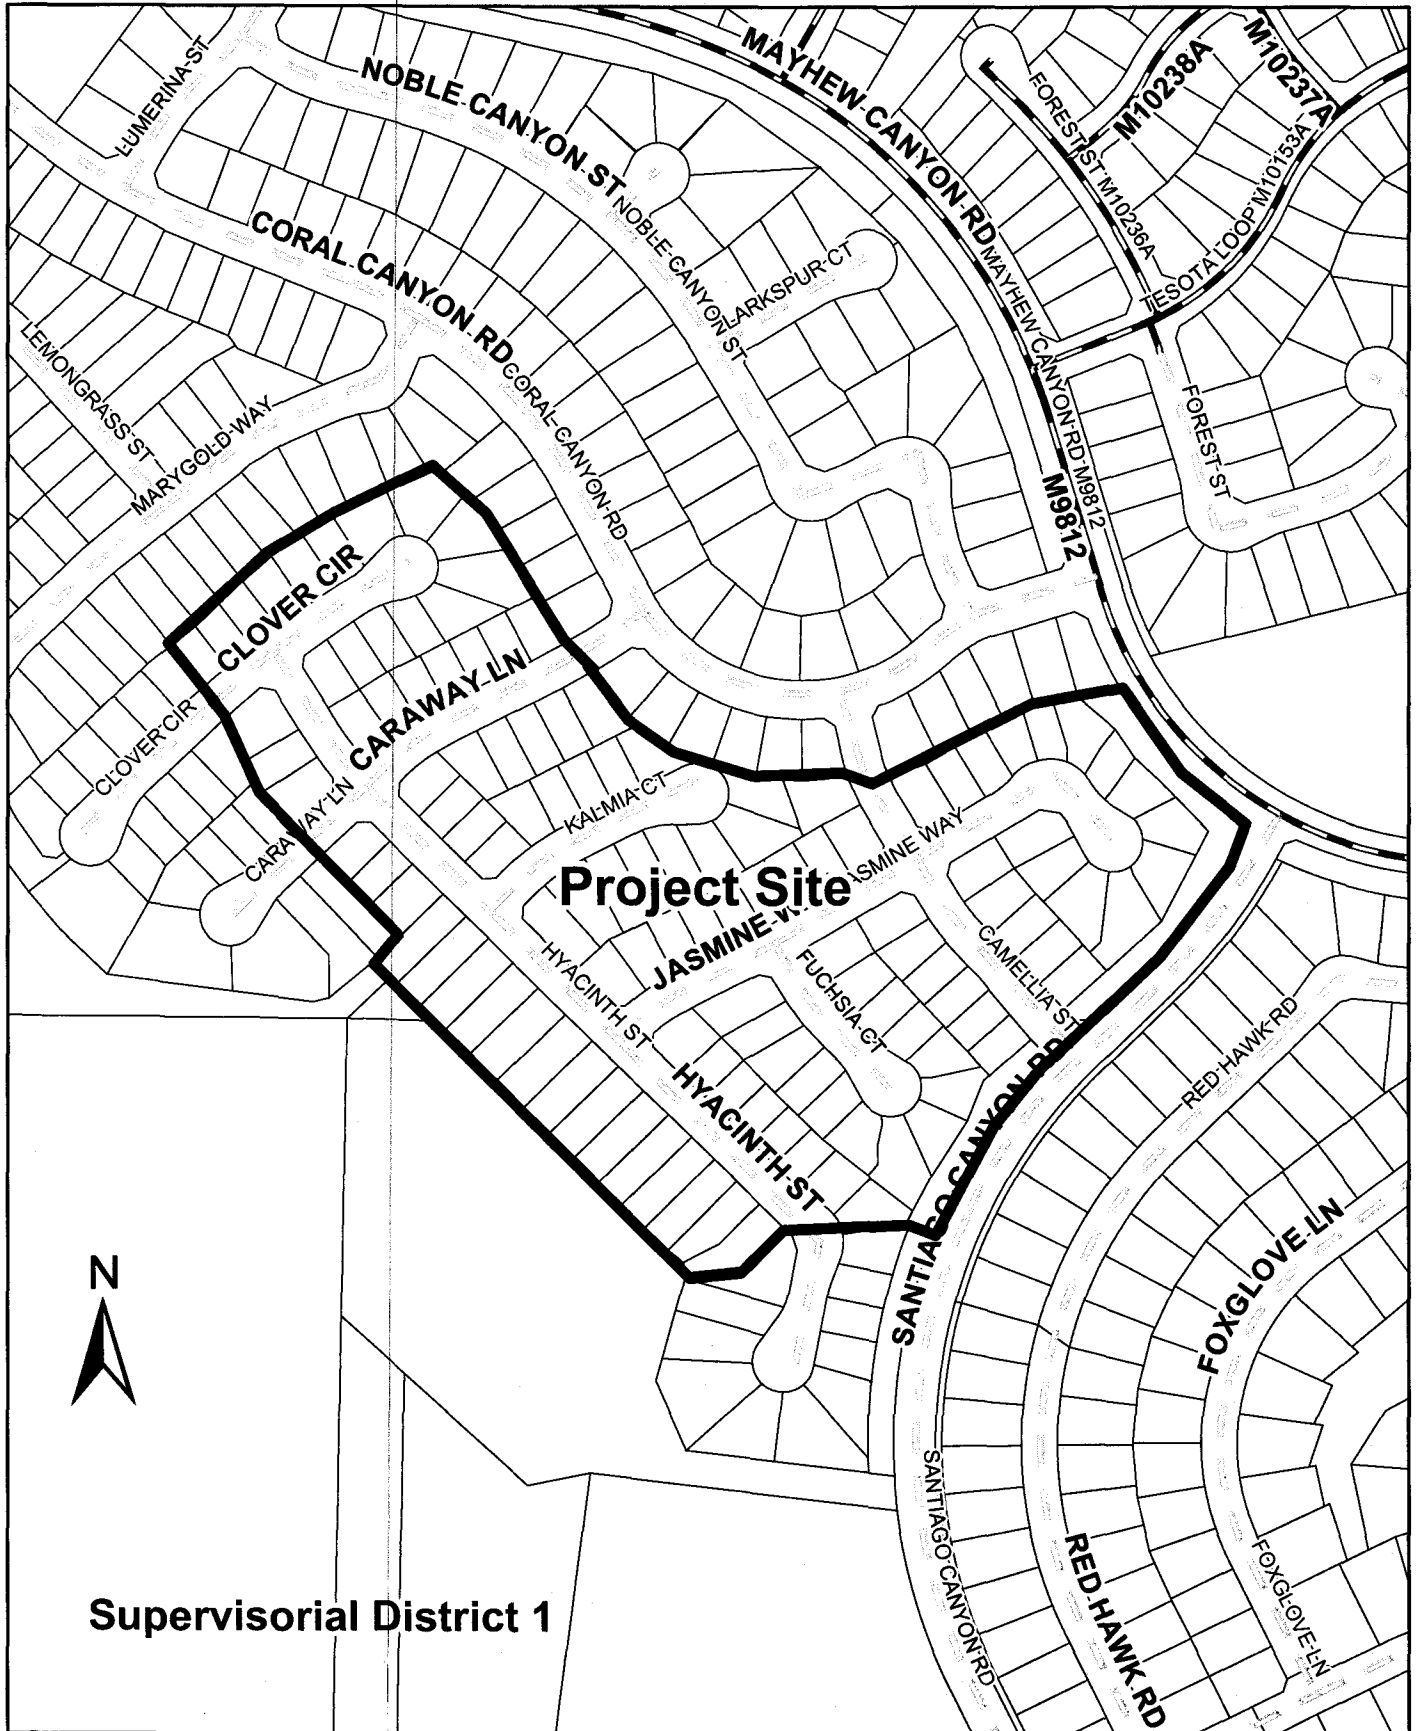 LUMERINA ST
NOBLE CANYON ST
MAYHEW CANYON RD
M10238A
M10237A
FOREST ST M10236A
TESOTA LOOP M10153A
CORAL CANYON RD
NOBLE CANYON ST
LARKSPUR CT
MAYHEW CANYON RD M9812
LEMONGRASS ST
MARYGOLD WAY
CORAL CANYON RD
FOREST ST
M9812
CLOVER CIR
CARAWAY LN
CLOVER CIR
CARAWAY LN
KALMIA CT
Project Site
JASMINE WAY
JASMINE W
HYACINTH ST
FUCHSIA CT
CAMELLIA ST
HYACINTH ST
SANTIAGO CANYON RD
RED HAWK RD
FOXGLOVE LN
N
SANTIAGO CANYON RD
RED HAWK RD
FOXGLOVE LN
Supervisorial District 1